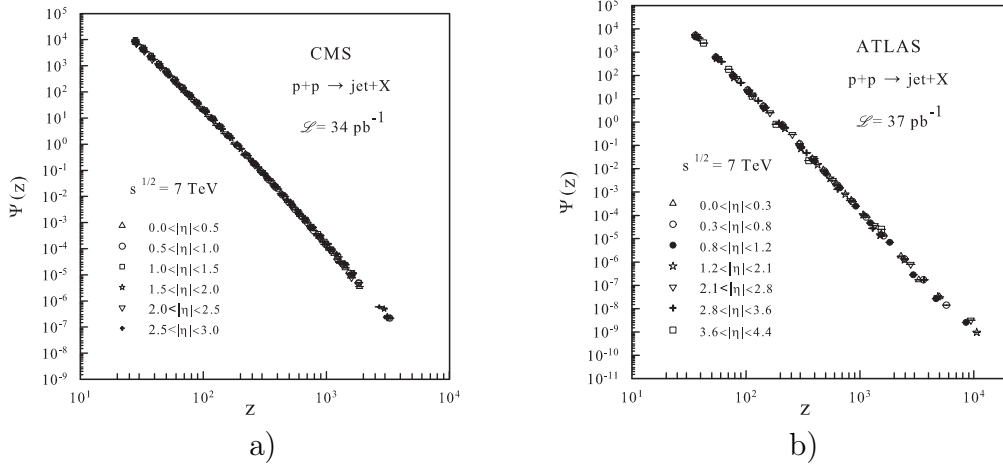 10^5
10^4
10^3
10^2
10^1
10^0
10^-1
10^-2
10^-3
10^-4
10^-5
10^-6
10^-7
10^-8
10^-9
Ψ(z)
CMS
p+p → jet+X
ℒ = 34 pb^-1
s^1/2 = 7 TeV
0.0<|η|<0.5
0.5<|η|<1.0
1.0<|η|<1.5
1.5<|η|<2.0
2.0<|η|<2.5
2.5<|η|<3.0
10^1 10^2 10^3 10^4
z
a)
10^6
10^5
10^4
10^3
10^2
10^1
10^0
10^-1
10^-2
10^-3
10^-4
10^-5
10^-6
10^-7
10^-8
10^-9
10^-10
10^-11
Ψ(z)
ATLAS
p+p → jet+X
ℒ = 37 pb^-1
s^1/2 = 7 TeV
0.0<|η|<0.3
0.3<|η|<0.8
0.8<|η|<1.2
1.2<|η|<2.1
2.1<|η|<2.8
2.8<|η|<3.6
3.6<|η|<4.4
10^1 10^2 10^3 10^4
z
b)